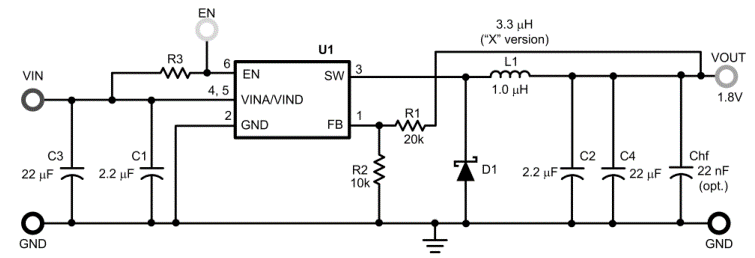 EN
3.3 µH
("X" version)
R3
6
U1
VOUT
EN
SW
3
L1
VIN
4, 5
VINA/VIND
1.0 µH
1.8V
2
GND
FB
1
R1
20k
C3
22 µF
C1
2.2 µF
R2
10k
D1
C2
2.2 µF
C4
22 µF
Chf
22 nF
(opt.)
GND
GND